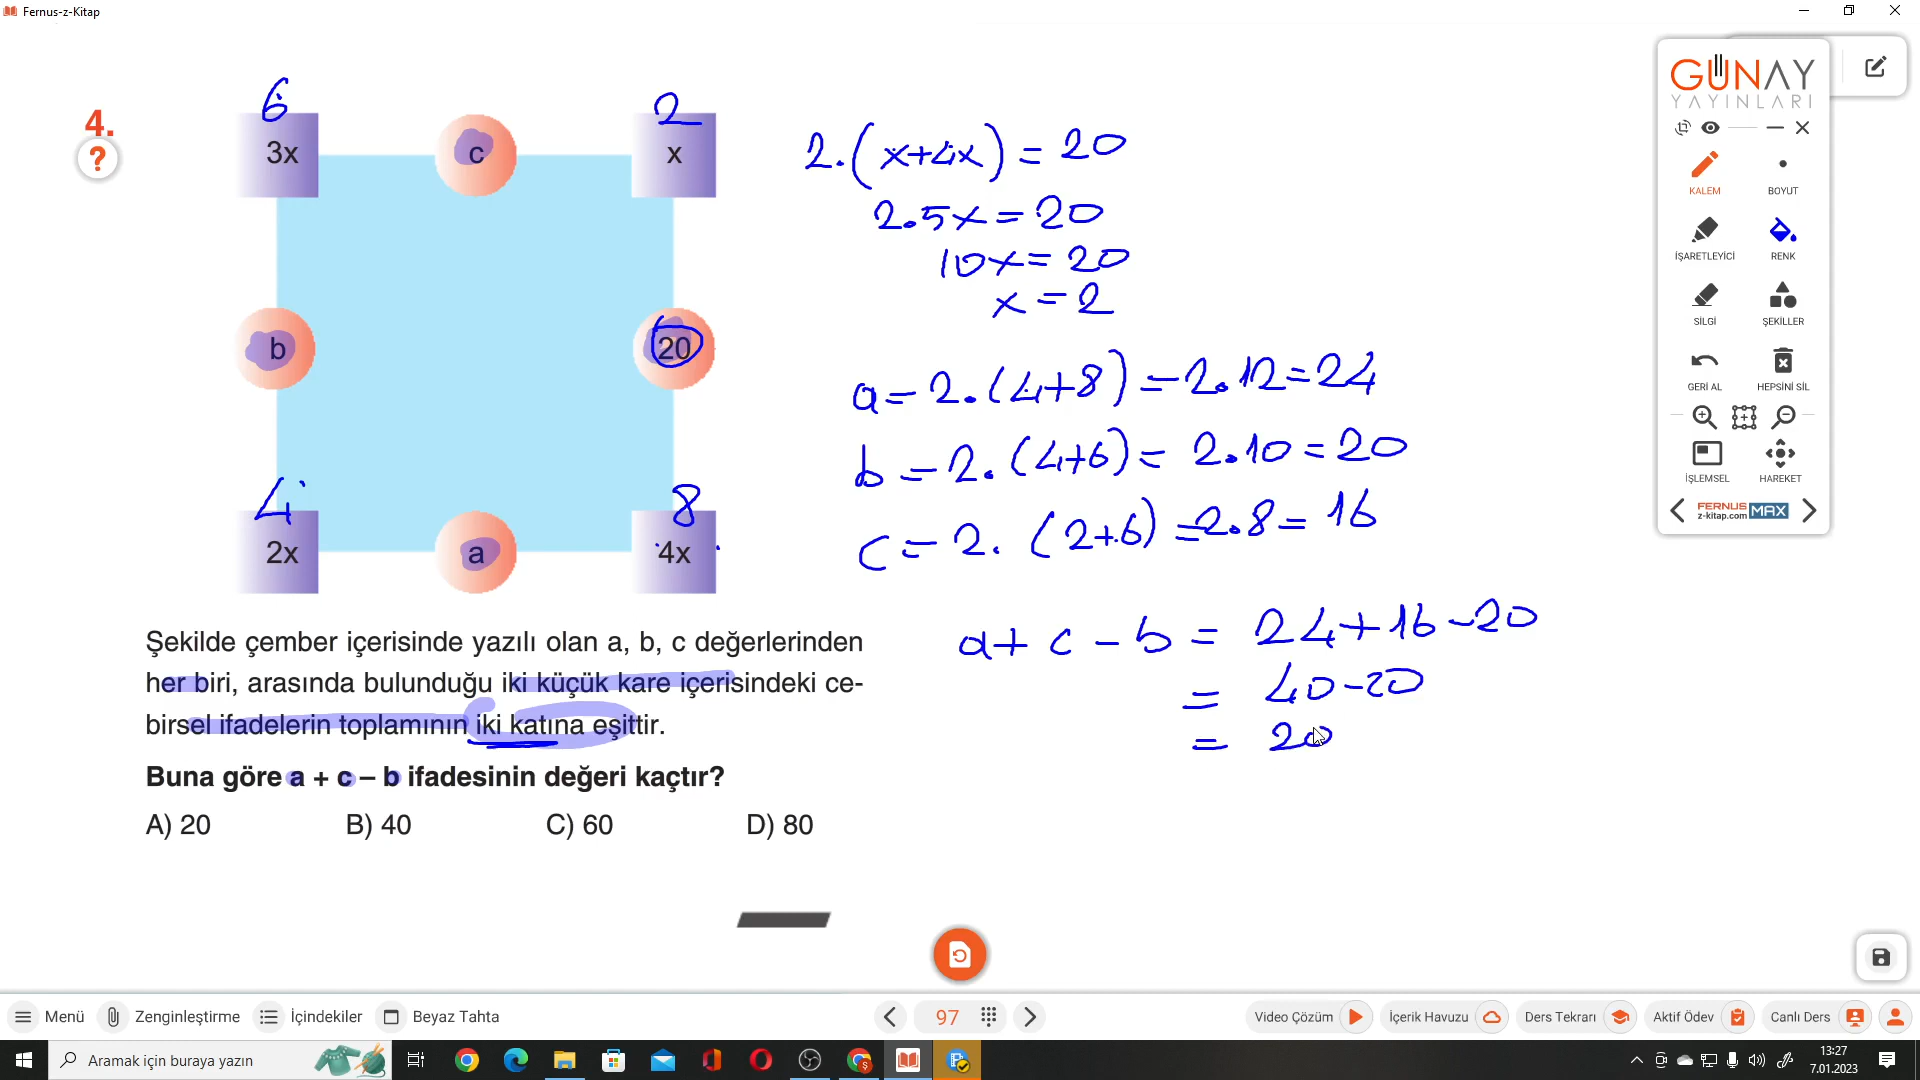 Fernus-z-Kitap
4.
?
6
2
3x
c
x
b
20
4
8
2x
a
4x
2.(x+4x)=20
2.5x=20
10x=20
x=2
a=2.(4+8)=2.12=24
b=2.(4+6)=2.10=20
c=2.(2+6)=2.8=16
a+c-b=24+16-20
=40-20
=20
Şekilde çember içerisinde yazılı olan a, b, c değerlerinden
her biri, arasında bulunduğu iki küçük kare içerisindeki ce-
birsel ifadelerin toplamının iki katına eşittir.
Buna göre a + c – b ifadesinin değeri kaçtır?
A) 20 B) 40 C) 60 D) 80
GÜNAY
YAYINLARI
KALEM BOYUT
İŞARETLEYİCİ RENK
SİLGİ ŞEKİLLER
GERİ AL HEPSİNİ SİL
İŞLEMSEL HAREKET
FERNUS
z-kitap.com MAX
Menü Zenginleştirme İçindekiler Beyaz Tahta 97 Video Çözüm İçerik Havuzu Ders Tekrarı Aktif Ödev Canlı Ders
Aramak için buraya yazın
13:27
7.01.2023